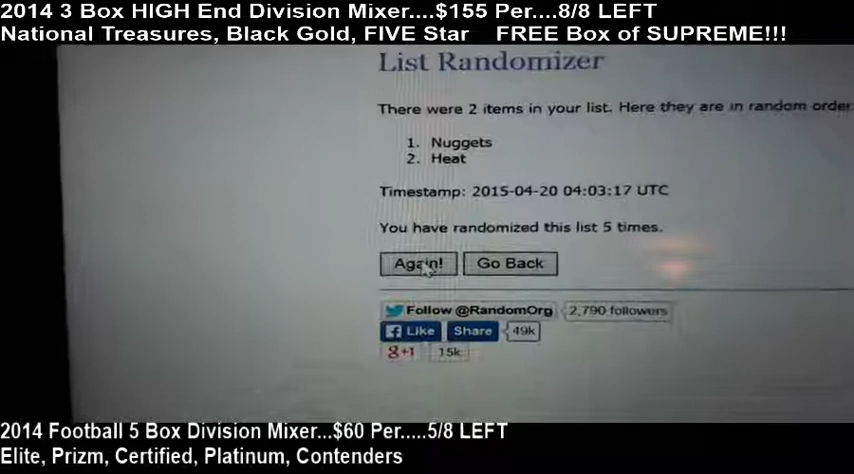 2014 3 Box HIGH End Division Mixer....$155 Per....8/8 LEFT
National Treasures, Black Gold, FIVE Star FREE Box of SUPREME!!!
List Randomizer
There were 2 items in your list. Here they are in random order
1. Nuggets
2. Heat
Timestamp: 2015-04-20 04:03:17 UTC
You have randomized this list 5 times.
Again! Go Back
Follow @RandomOrg 2,790 followers
Like Share 49k
g+1 15k
2014 Football 5 Box Division Mixer...$60 Per.....5/8 LEFT
Elite, Prizm, Certified, Platinum, Contenders